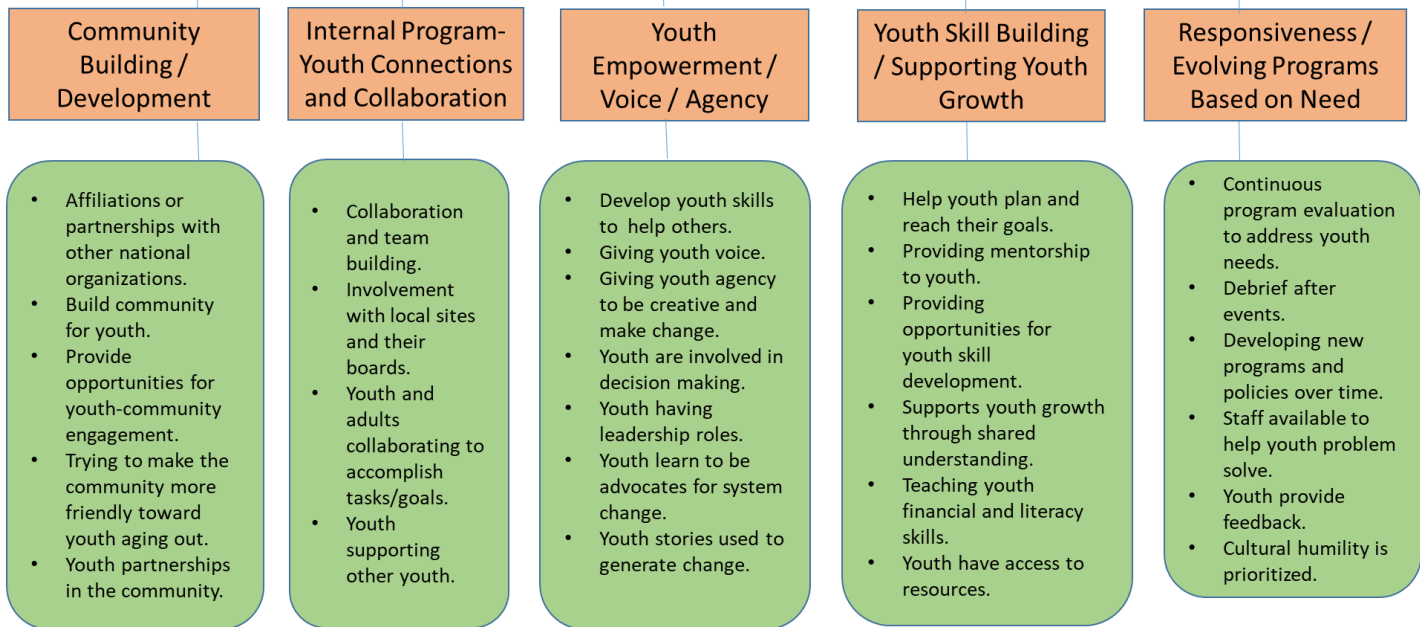 Community
Building /
Development
Internal Program-
Youth Connections
and Collaboration
Youth
Empowerment /
Voice / Agency
Youth Skill Building
/ Supporting Youth
Growth
Responsiveness /
Evolving Programs
Based on Need
• Affiliations or
partnerships with
other national
organizations.
• Build community
for youth.
• Provide
opportunities for
youth-community
engagement.
• Trying to make the
community more
friendly toward
youth aging out.
• Youth partnerships
in the community.
• Collaboration
and team
building.
• Involvement
with local sites
and their
boards.
• Youth and
adults
collaborating to
accomplish
tasks/goals.
• Youth
supporting
other youth.
• Develop youth skills
to help others.
• Giving youth voice.
• Giving youth agency
to be creative and
make change.
• Youth are involved in
decision making.
• Youth having
leadership roles.
• Youth learn to be
advocates for system
change.
• Youth stories used to
generate change.
• Help youth plan and
reach their goals.
• Providing mentorship
to youth.
• Providing
opportunities for
youth skill
development.
• Supports youth growth
through shared
understanding.
• Teaching youth
financial and literacy
skills.
• Youth have access to
resources.
• Continuous
program evaluation
to address youth
needs.
• Debrief after
events.
• Developing new
programs and
policies over time.
• Staff available to
help youth problem
solve.
• Youth provide
feedback.
• Cultural humility is
prioritized.